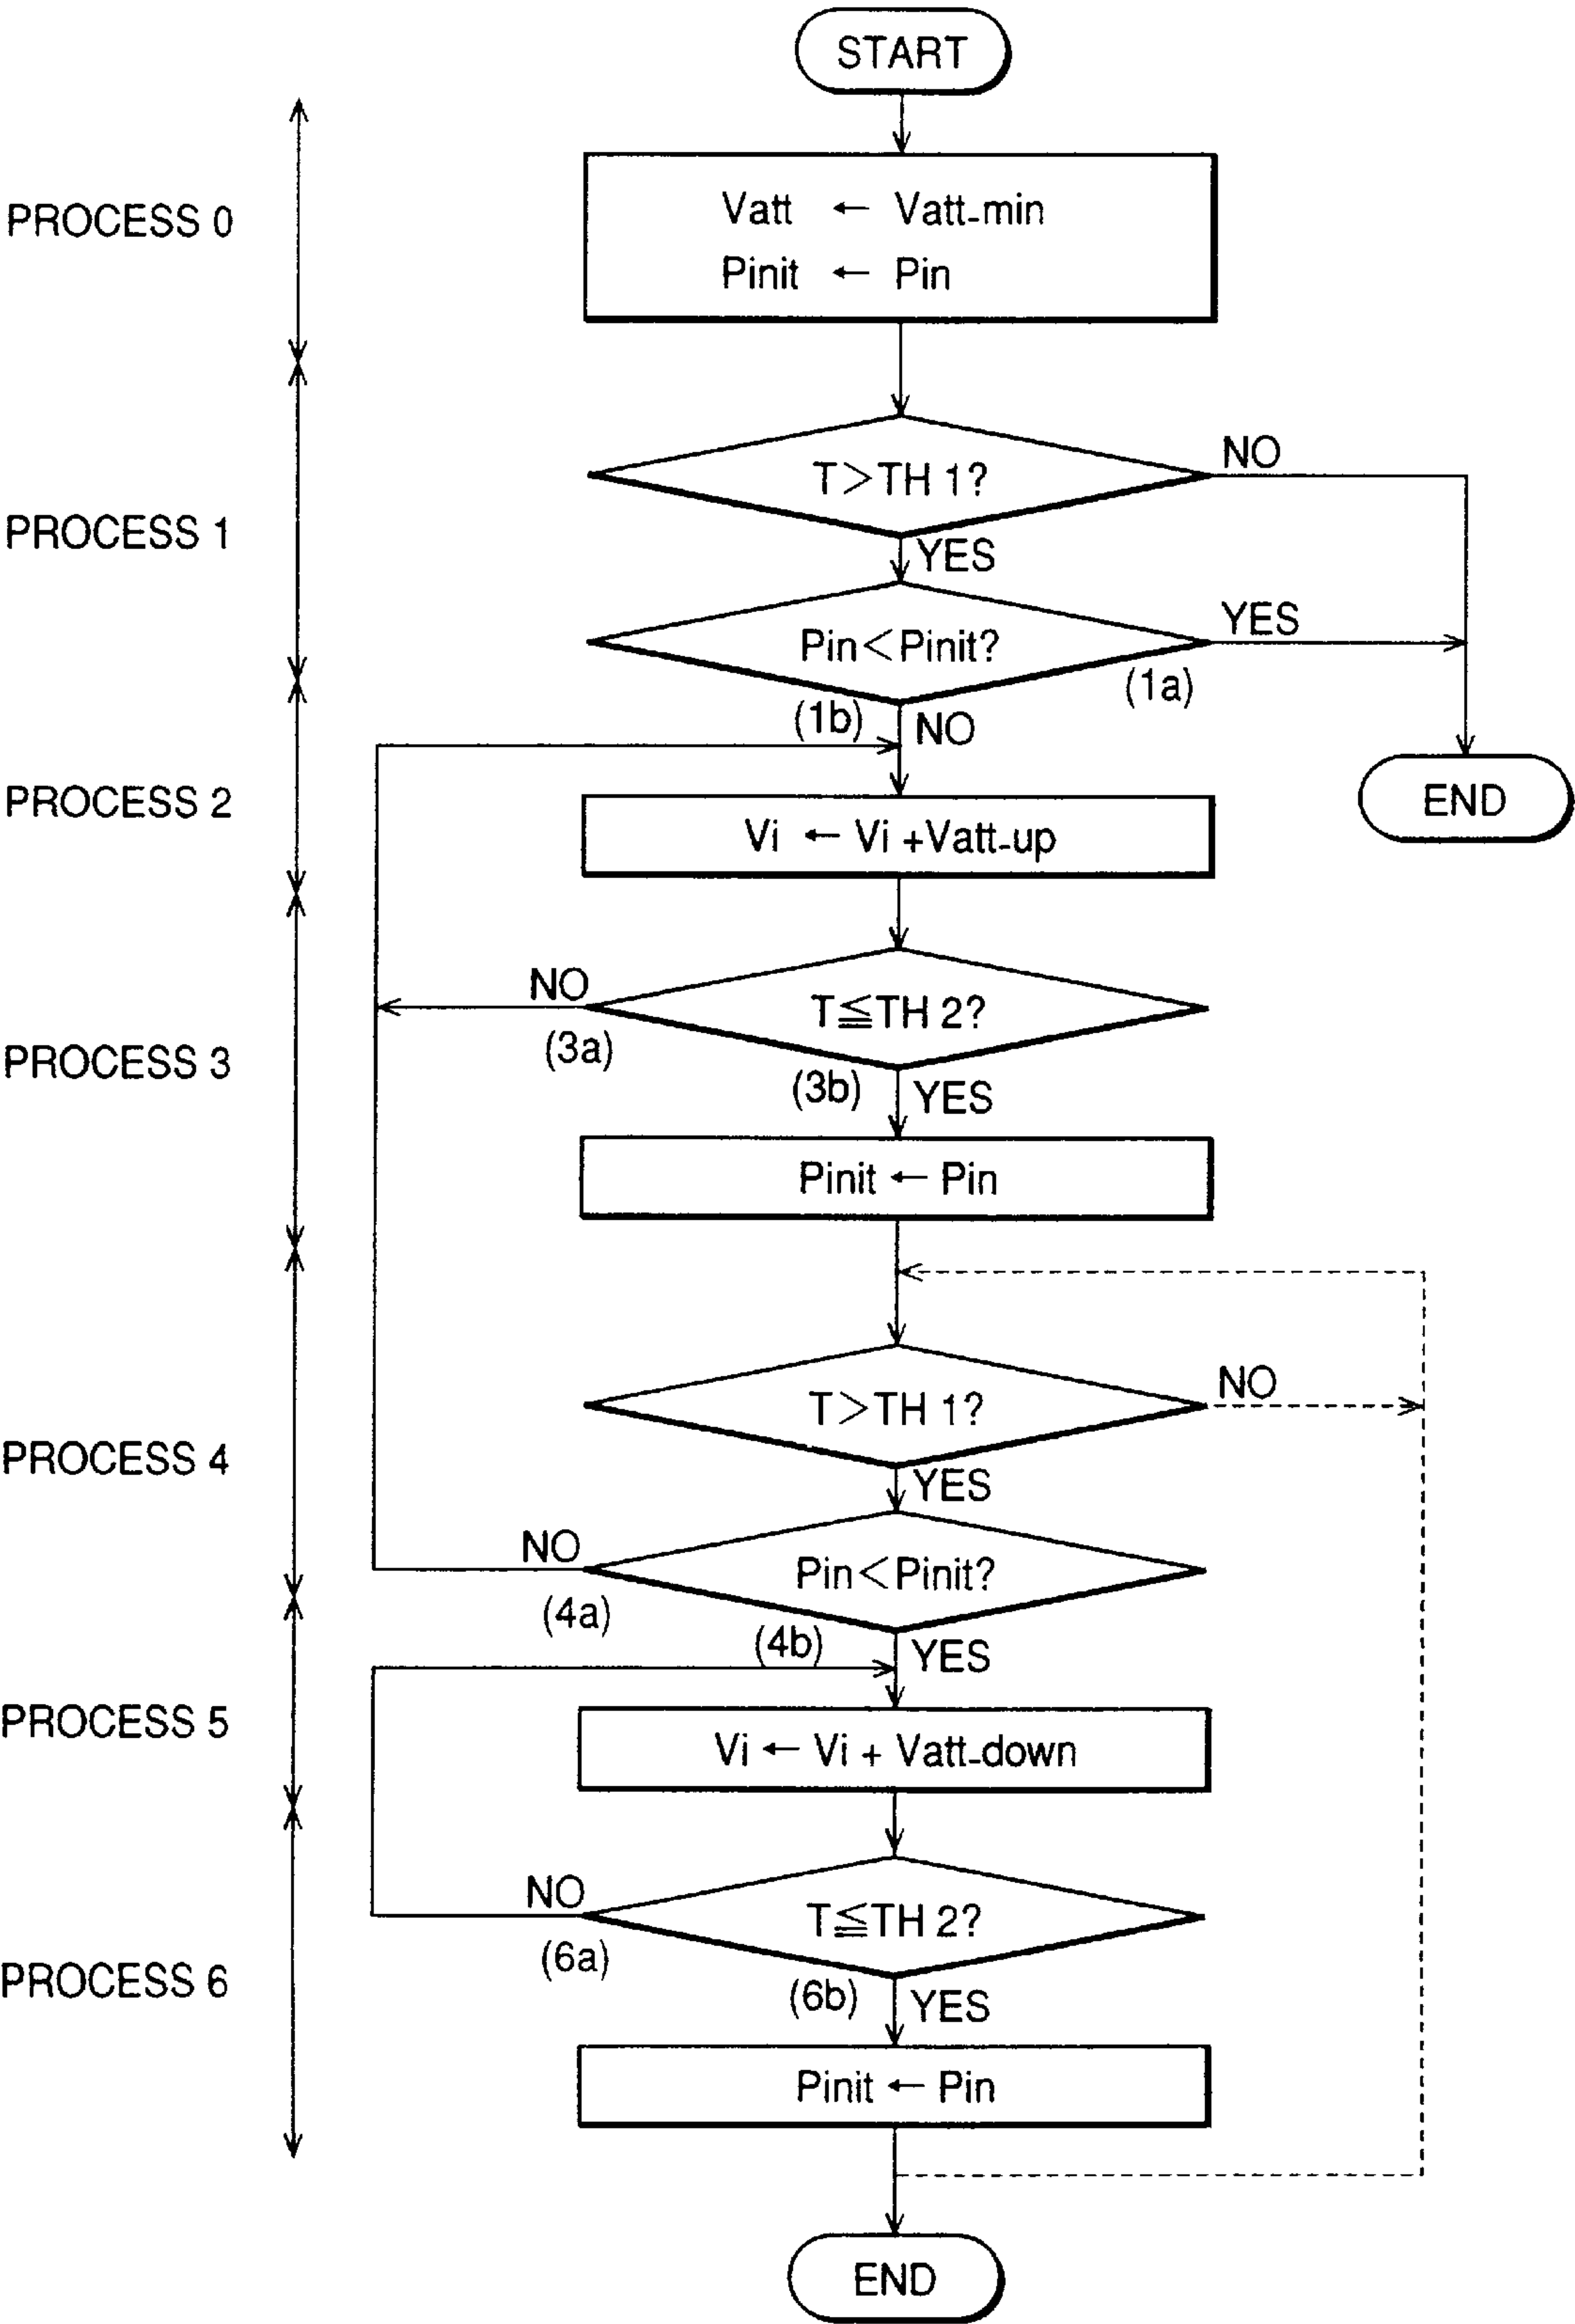 START
PROCESS 0
Vatt ← Vatt-min
Pinit ← Pin
PROCESS 1
T>TH 1?
NO
YES
Pin<Pinit?
YES
(1a)
(1b)
NO
PROCESS 2
Vi ← Vi +Vatt-up
END
PROCESS 3
NO
T≦TH 2?
(3a)
(3b)
YES
Pinit ← Pin
PROCESS 4
T>TH 1?
NO
YES
NO
Pin<Pinit?
(4a)
(4b)
YES
PROCESS 5
Vi ← Vi + Vatt-down
PROCESS 6
NO
T≦TH 2?
(6a)
(6b)
YES
Pinit ← Pin
END